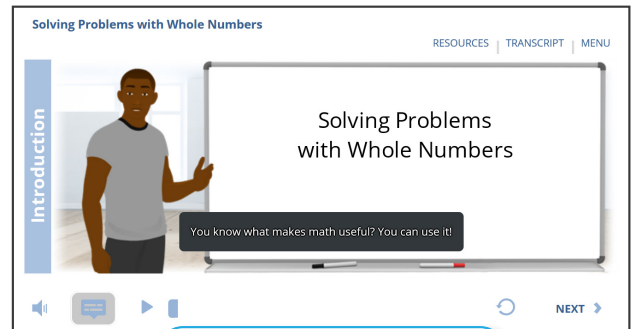 Solving Problems with Whole Numbers
RESOURCES | TRANSCRIPT | MENU
Introduction
Solving Problems
with Whole Numbers
You know what makes math useful? You can use it!
NEXT